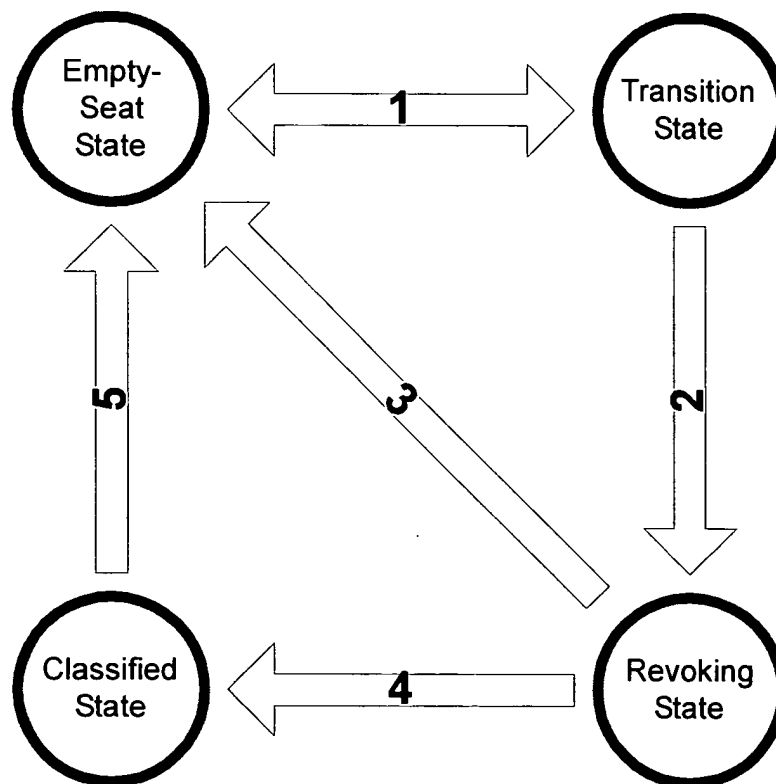 Empty-
Seat
State
1
Transition
State
5
3
2
Classified
State
4
Revoking
State